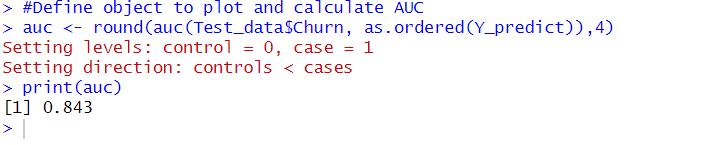 > #Define object to plot and calculate AUC
> auc <- round(auc(Test_data$Churn, as.ordered(Y_predict)),4)
Setting levels: control = 0, case = 1
Setting direction: controls < cases
> print(auc)
[1] 0.843
>